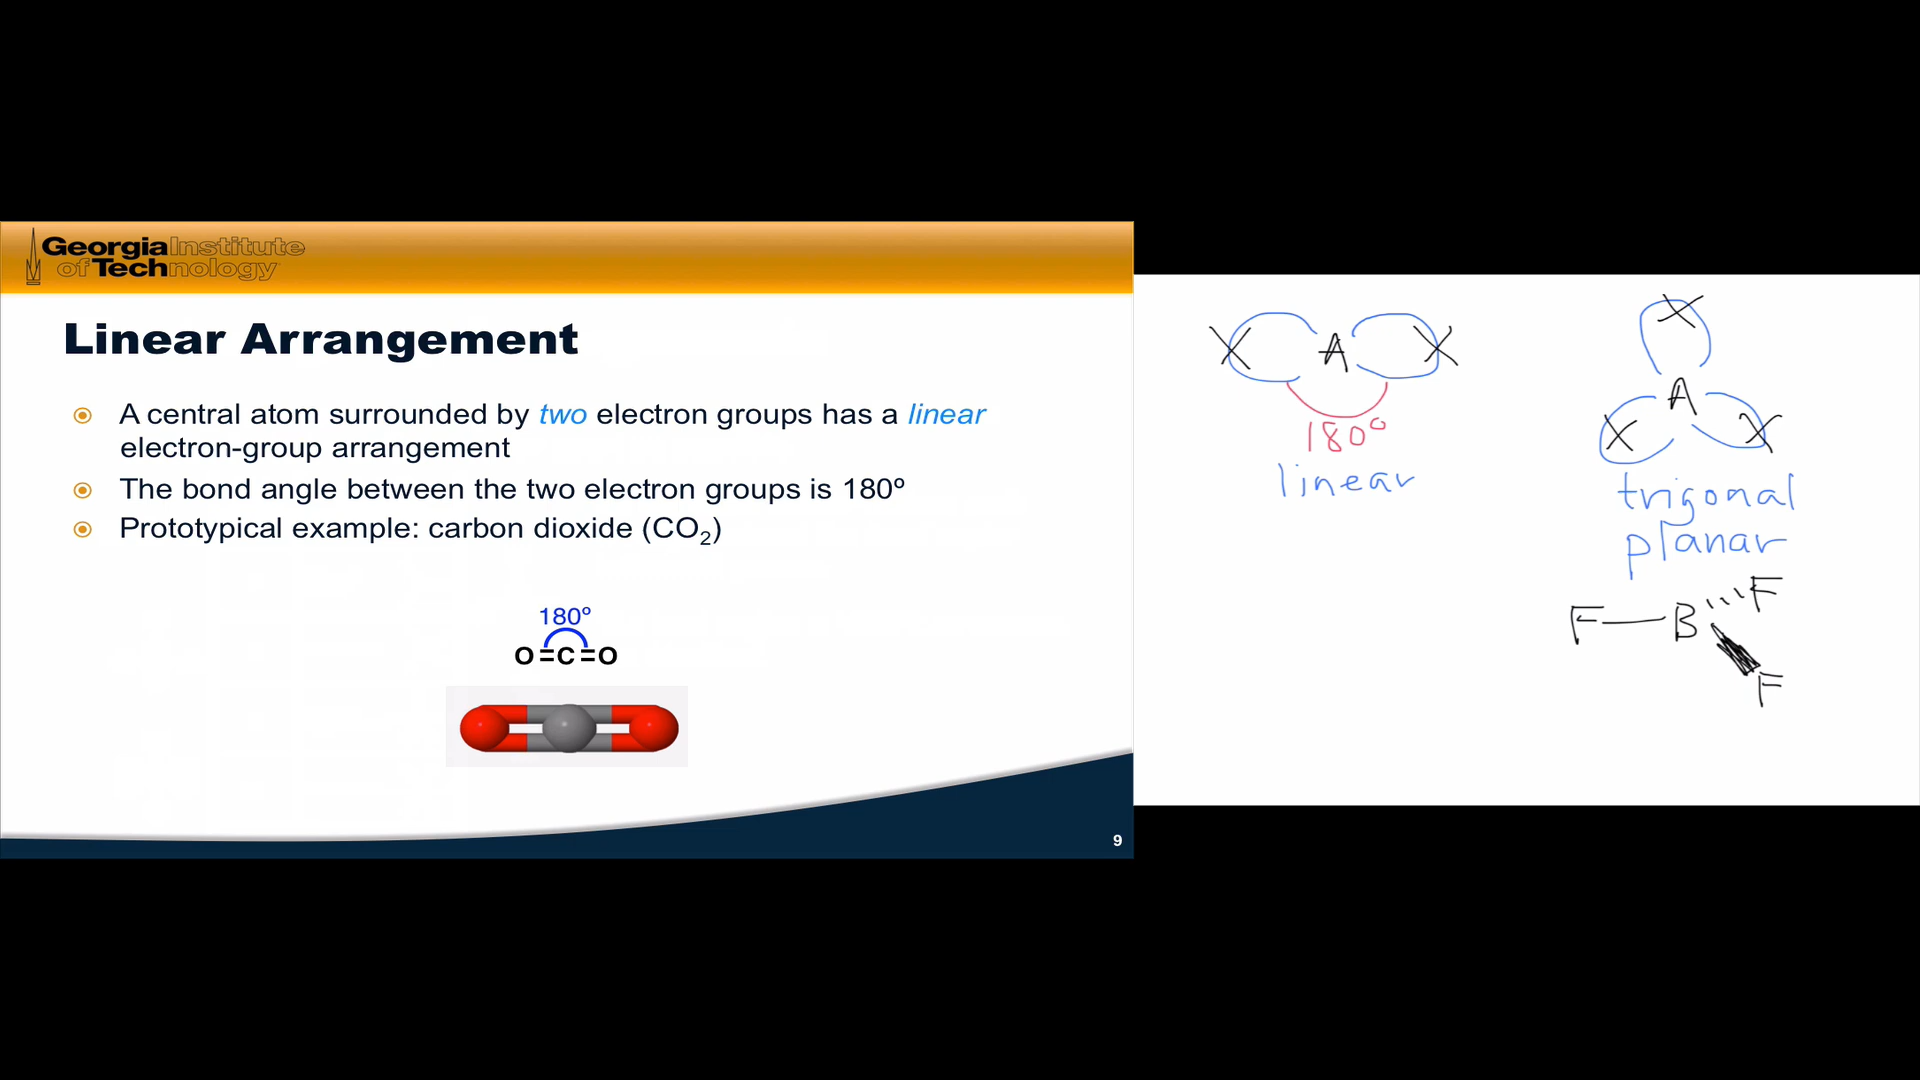 Georgia Institute
of Technology
Linear Arrangement
A central atom surrounded by two electron groups has a linear
electron-group arrangement
The bond angle between the two electron groups is 180º
Prototypical example: carbon dioxide (CO₂)
180º
O=C=O
9
X A X
180º
linear
X
A
X X
trigonal
planar
F—B F
F